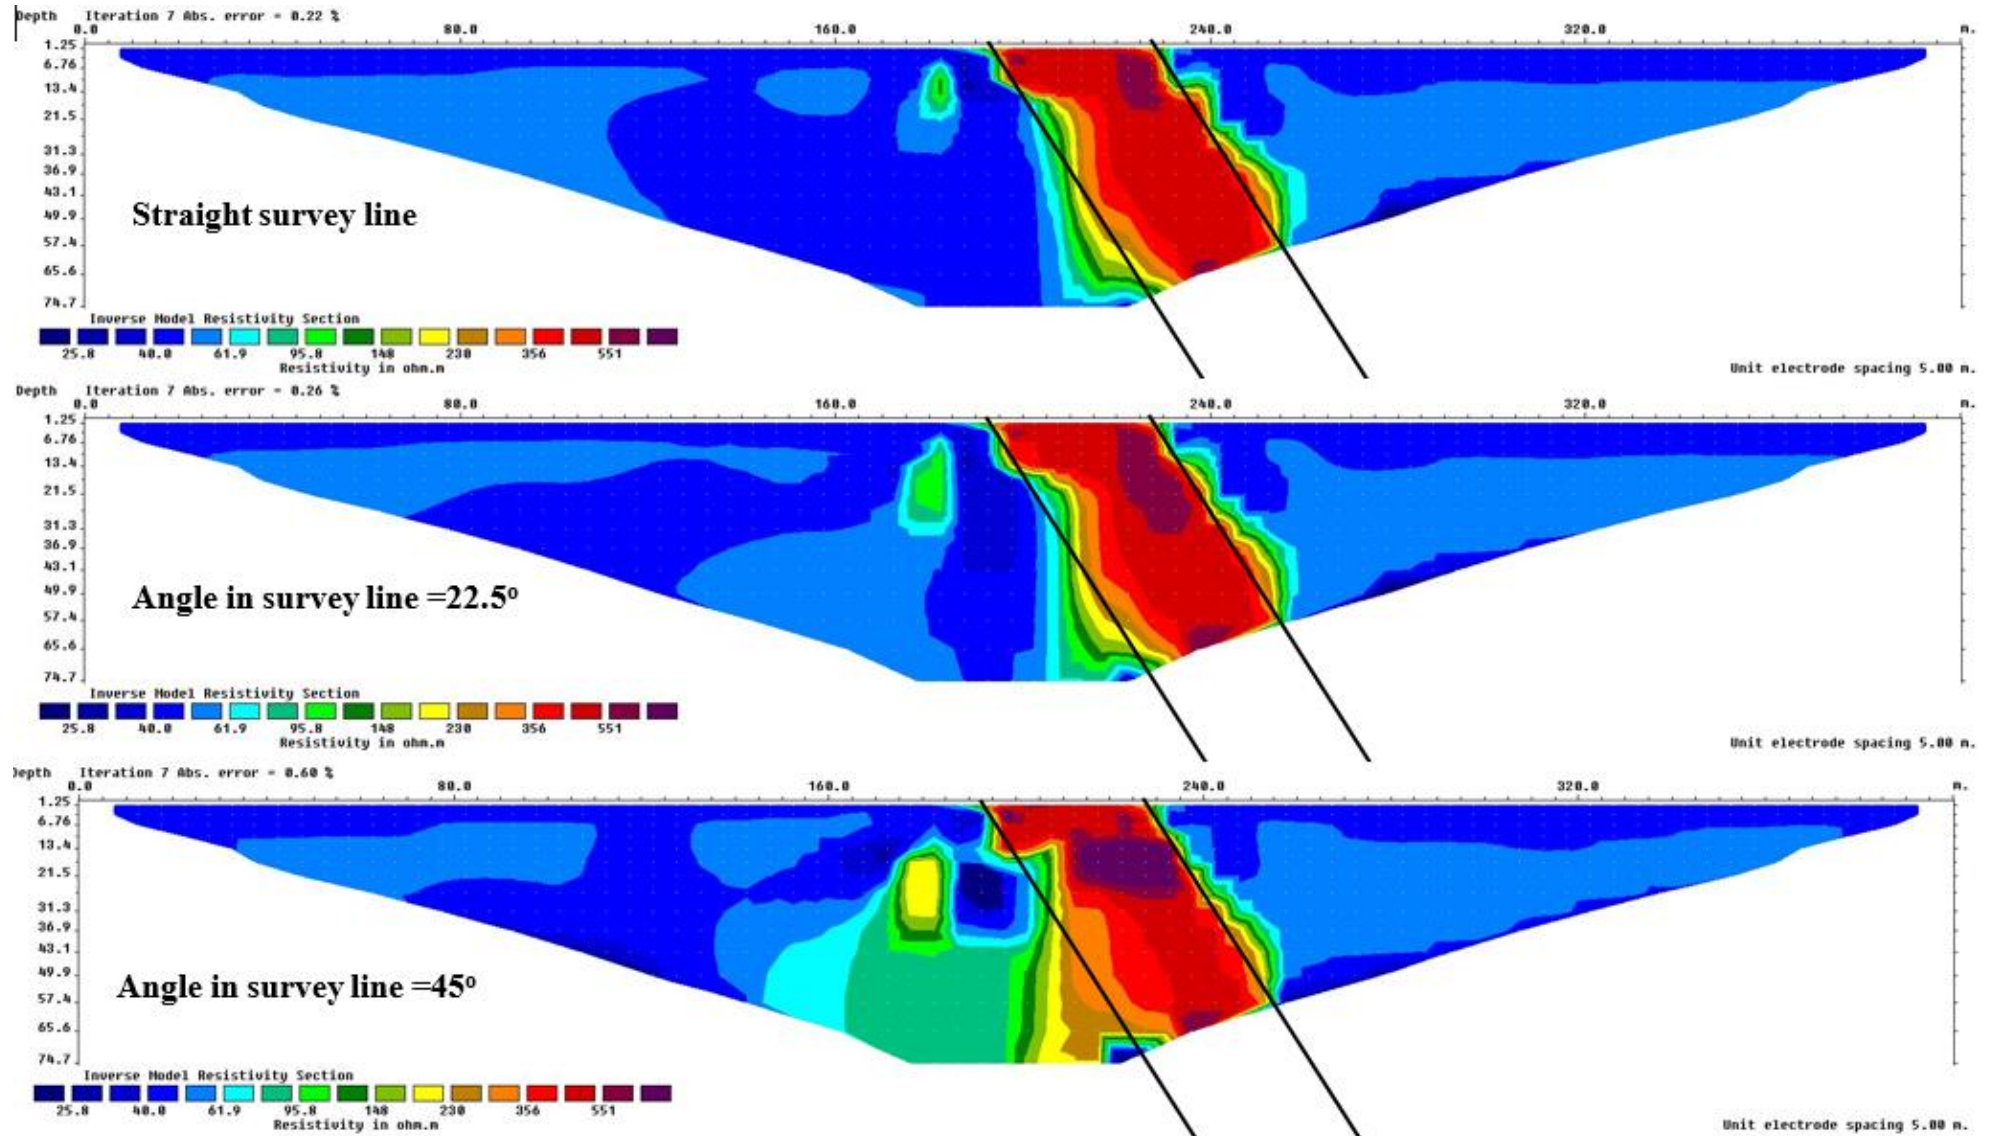 Depth Iteration 7 Abs. error = 0.22 %
0.0 80.0 160.0 240.0 320.0 m.
1.25
6.76
13.4
21.5
31.3
36.9
43.1
49.9
57.4
65.6
74.7
Straight survey line
Inverse Model Resistivity Section
25.8 40.0 61.9 95.8 148 230 356 551
Resistivity in ohm.m
Unit electrode spacing 5.00 m.
Depth Iteration 7 Abs. error = 0.26 %
0.0 80.0 160.0 240.0 320.0 m.
1.25
6.76
13.4
21.5
31.3
36.9
43.1
49.9
57.4
65.6
74.7
Angle in survey line =22.5º
Inverse Model Resistivity Section
25.8 40.0 61.9 95.8 148 230 356 551
Resistivity in ohm.m
Unit electrode spacing 5.00 m.
Depth Iteration 7 Abs. error = 0.60 %
0.0 80.0 160.0 240.0 320.0 m.
1.25
6.76
13.4
21.5
31.3
36.9
43.1
49.9
57.4
65.6
74.7
Angle in survey line =45º
Inverse Model Resistivity Section
25.8 40.0 61.9 95.8 148 230 356 551
Resistivity in ohm.m
Unit electrode spacing 5.00 m.